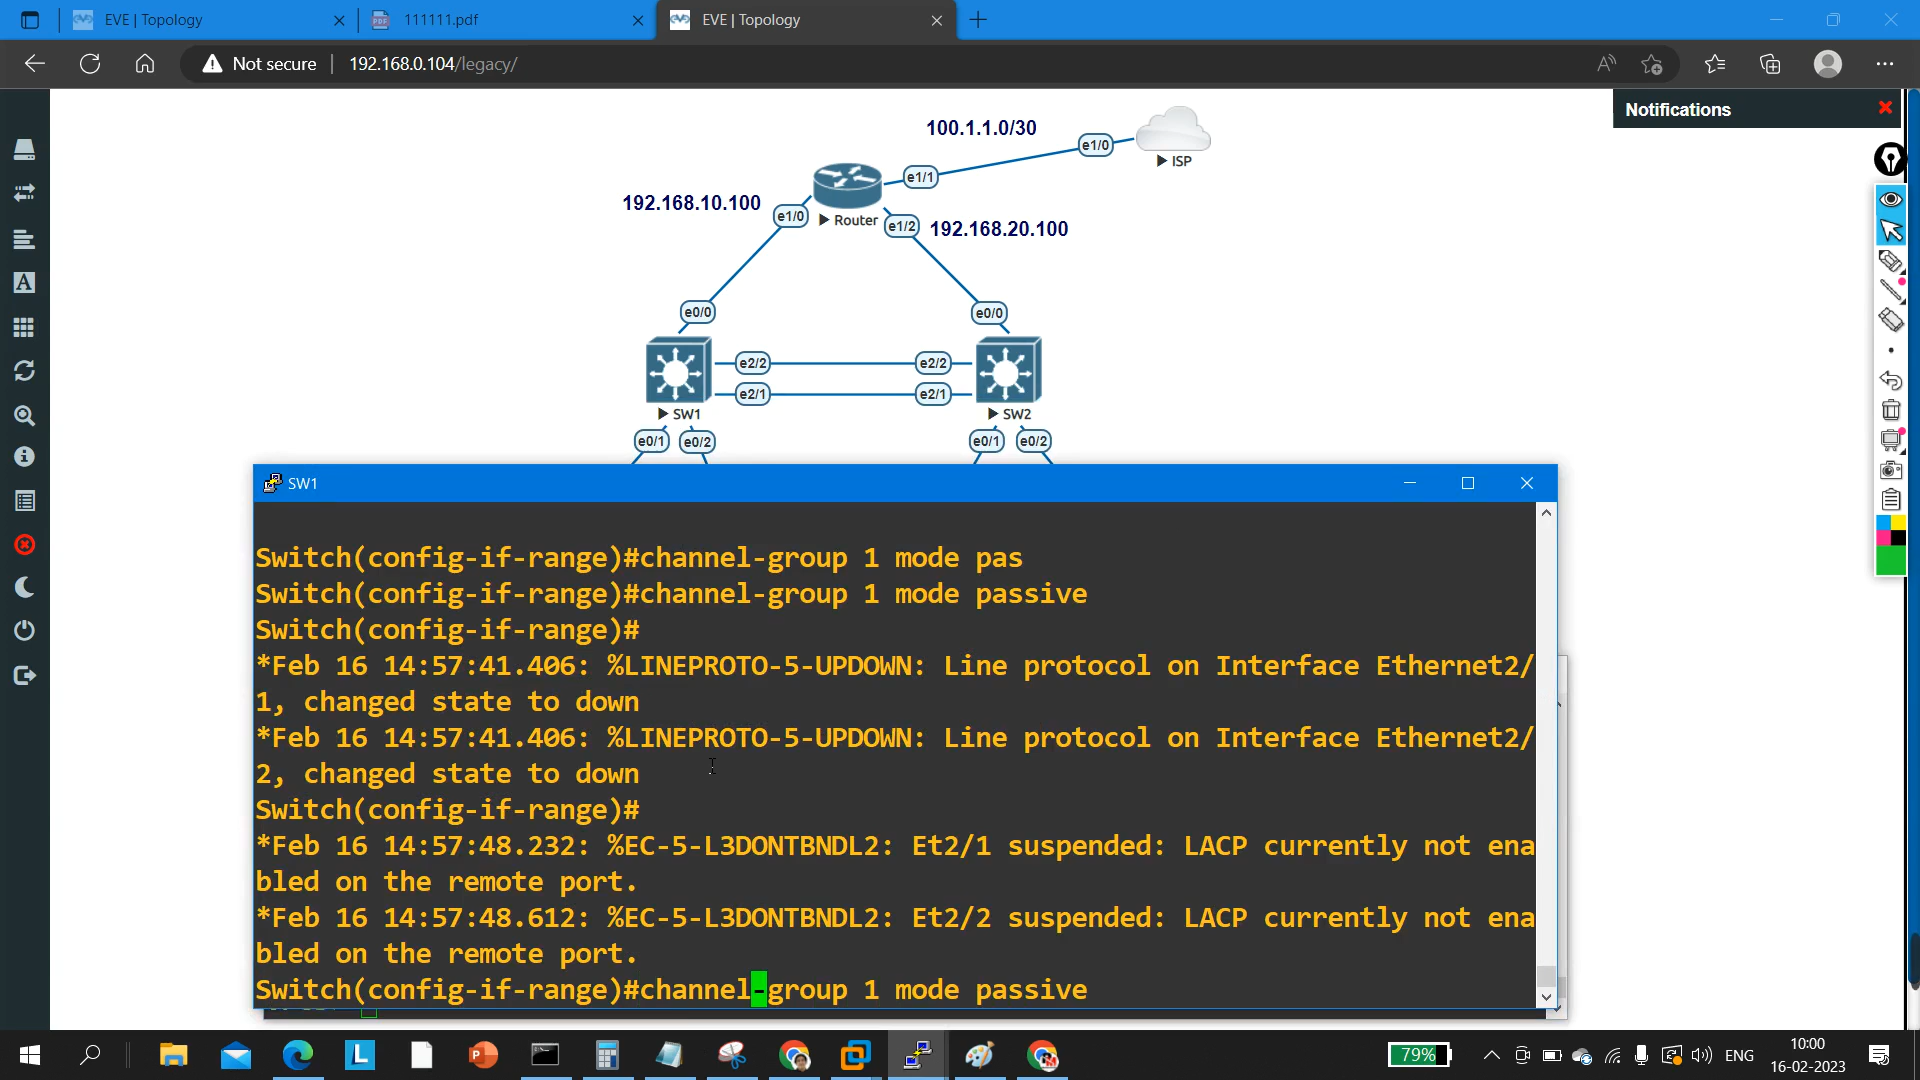 EVE | Topology
111111.pdf
EVE | Topology
Not secure
192.168.0.104/legacy/
Notifications
100.1.1.0/30
e1/0
ISP
e1/1
192.168.10.100
e1/0
Router
e1/2
192.168.20.100
e0/0
e0/0
e2/2
e2/2
e2/1
e2/1
SW1
SW2
e0/1
e0/2
e0/1
e0/2
SW1
Switch(config-if-range)#channel-group 1 mode pas
Switch(config-if-range)#channel-group 1 mode passive
Switch(config-if-range)#
*Feb 16 14:57:41.406: %LINEPROTO-5-UPDOWN: Line protocol on Interface Ethernet2/
1, changed state to down
*Feb 16 14:57:41.406: %LINEPROTO-5-UPDOWN: Line protocol on Interface Ethernet2/
2, changed state to down
Switch(config-if-range)#
*Feb 16 14:57:48.232: %EC-5-L3DONTBNDL2: Et2/1 suspended: LACP currently not ena
bled on the remote port.
*Feb 16 14:57:48.612: %EC-5-L3DONTBNDL2: Et2/2 suspended: LACP currently not ena
bled on the remote port.
Switch(config-if-range)#channel-group 1 mode passive
79%
ENG
10:00
16-02-2023